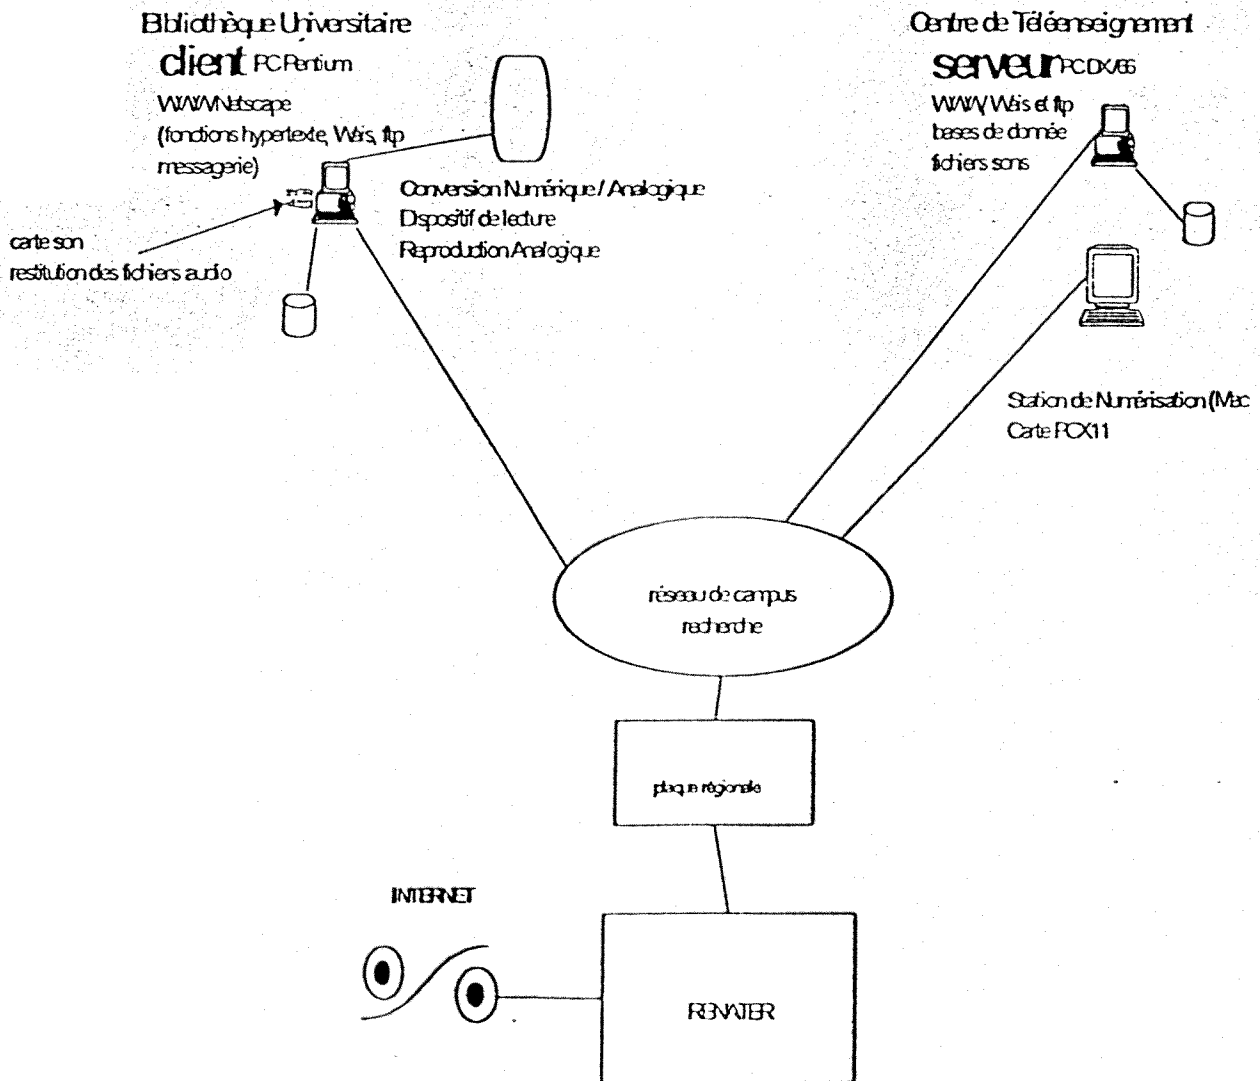 Bibliothèque Universitaire
client PC Pentium
WWW Netscape
(fonctions hypertexte, Wais, ftp
messagerie)
carte son
restitution des fichiers audio
Conversion Numérique / Analogique
Dispositif de lecture
Reproduction Analogique
Centre de Téléenseignement
serveur PC DX/66
WWW, Wais et ftp
bases de donnée
fichiers sons
Station de Numérisation (Mac
Carte PCX11
réseau de campus
recherche
plaque régionale
INTERNET
RENATER